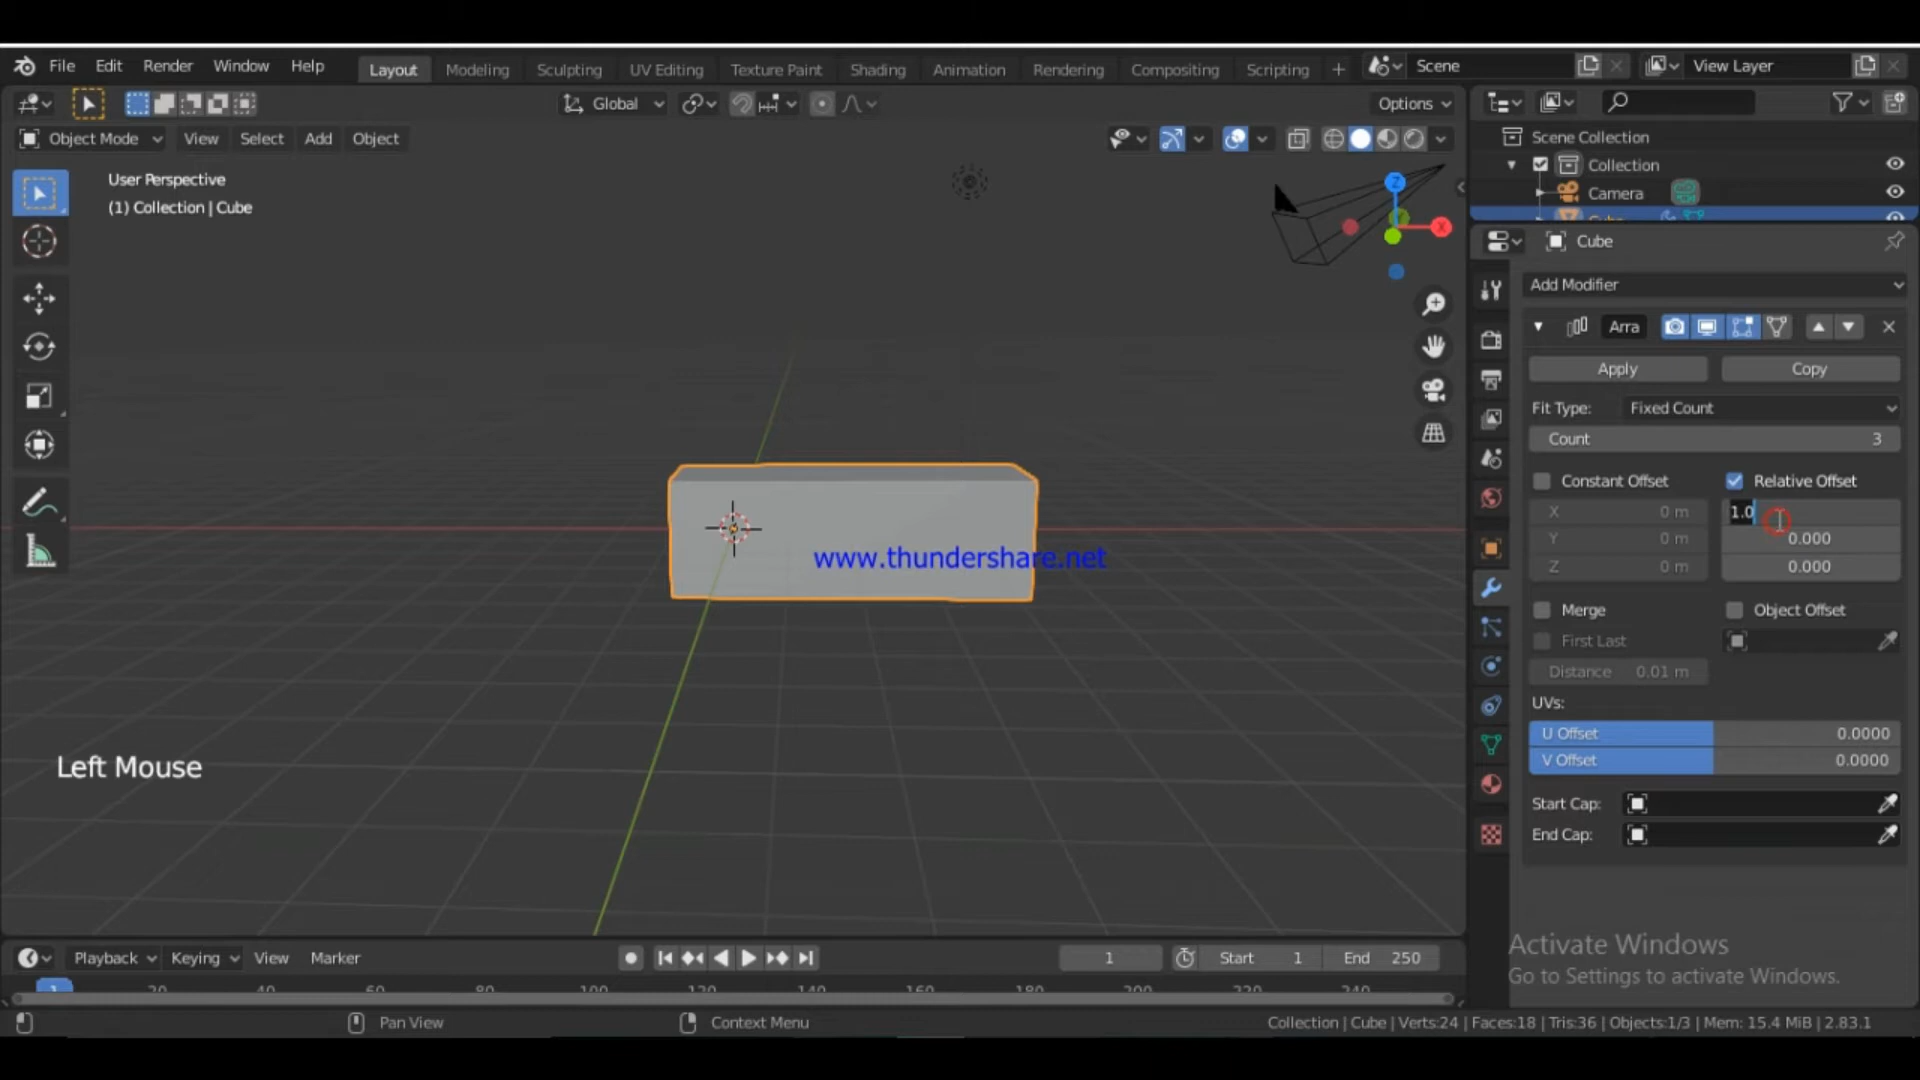 File Edit Render Window Help Layout Modeling Sculpting UV Editing Texture Paint Shading Animation Rendering Compositing Scripting + Scene View Layer
Global Options
Object Mode View Select Add Object
User Perspective
(1) Collection | Cube
Z
X
Scene Collection
Collection
Camera
Cube
Add Modifier
Arra
Apply Copy
Fit Type: Fixed Count
Count 3
Constant Offset Relative Offset
X 0 m 1.0
Y 0 m 0.000
Z 0 m 0.000
Merge Object Offset
First Last
Distance 0.01 m
UVs:
U Offset 0.0000
V Offset 0.0000
Start Cap:
End Cap:
www.thundershare.net
Left Mouse
Activate Windows
Go to Settings to activate Windows.
Playback Keying View Marker 1 Start 1 End 250
1 20 40 60 80 100 120 140 160 180 200 220 240
Pan View Context Menu Collection | Cube | Verts:24 | Faces:18 | Tris:36 | Objects:1/3 | Mem: 15.4 MiB | 2.83.1